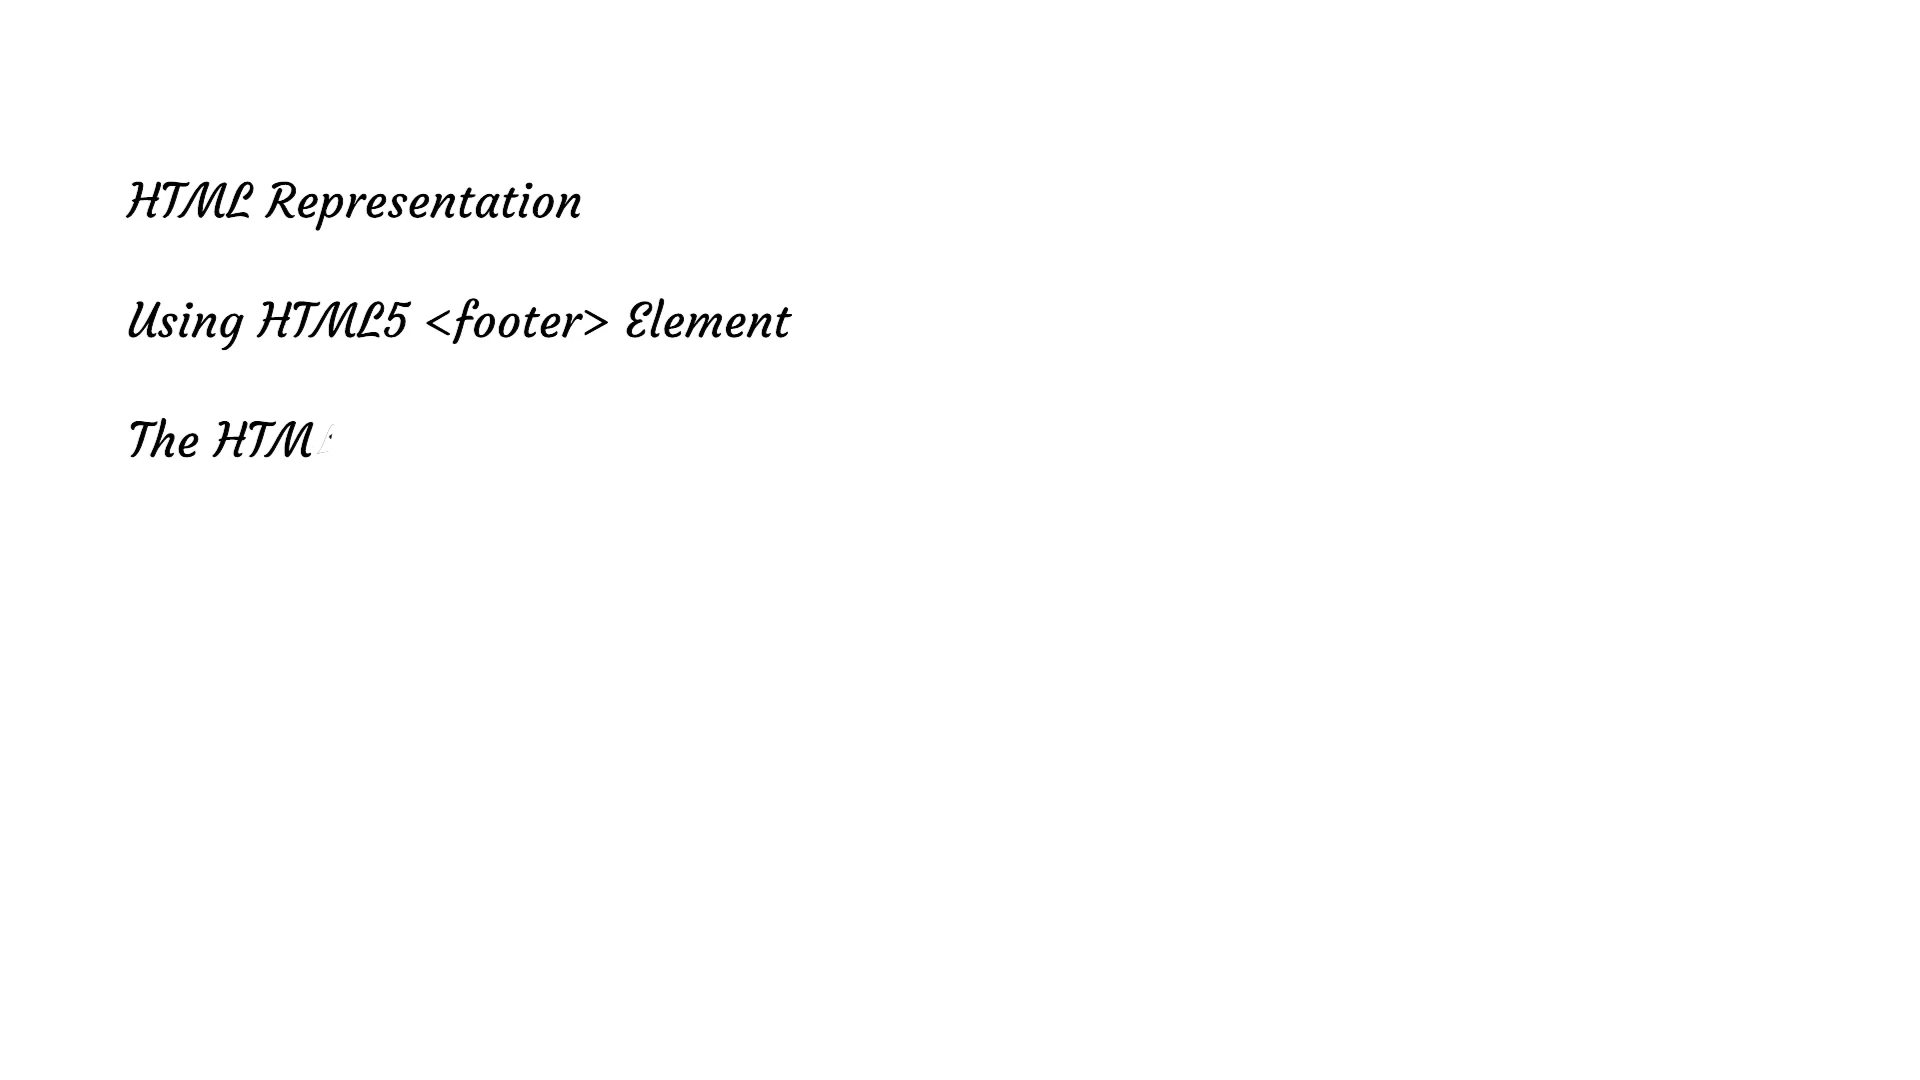 HTML Representation
Using HTML5 <footer> Element
The HTM